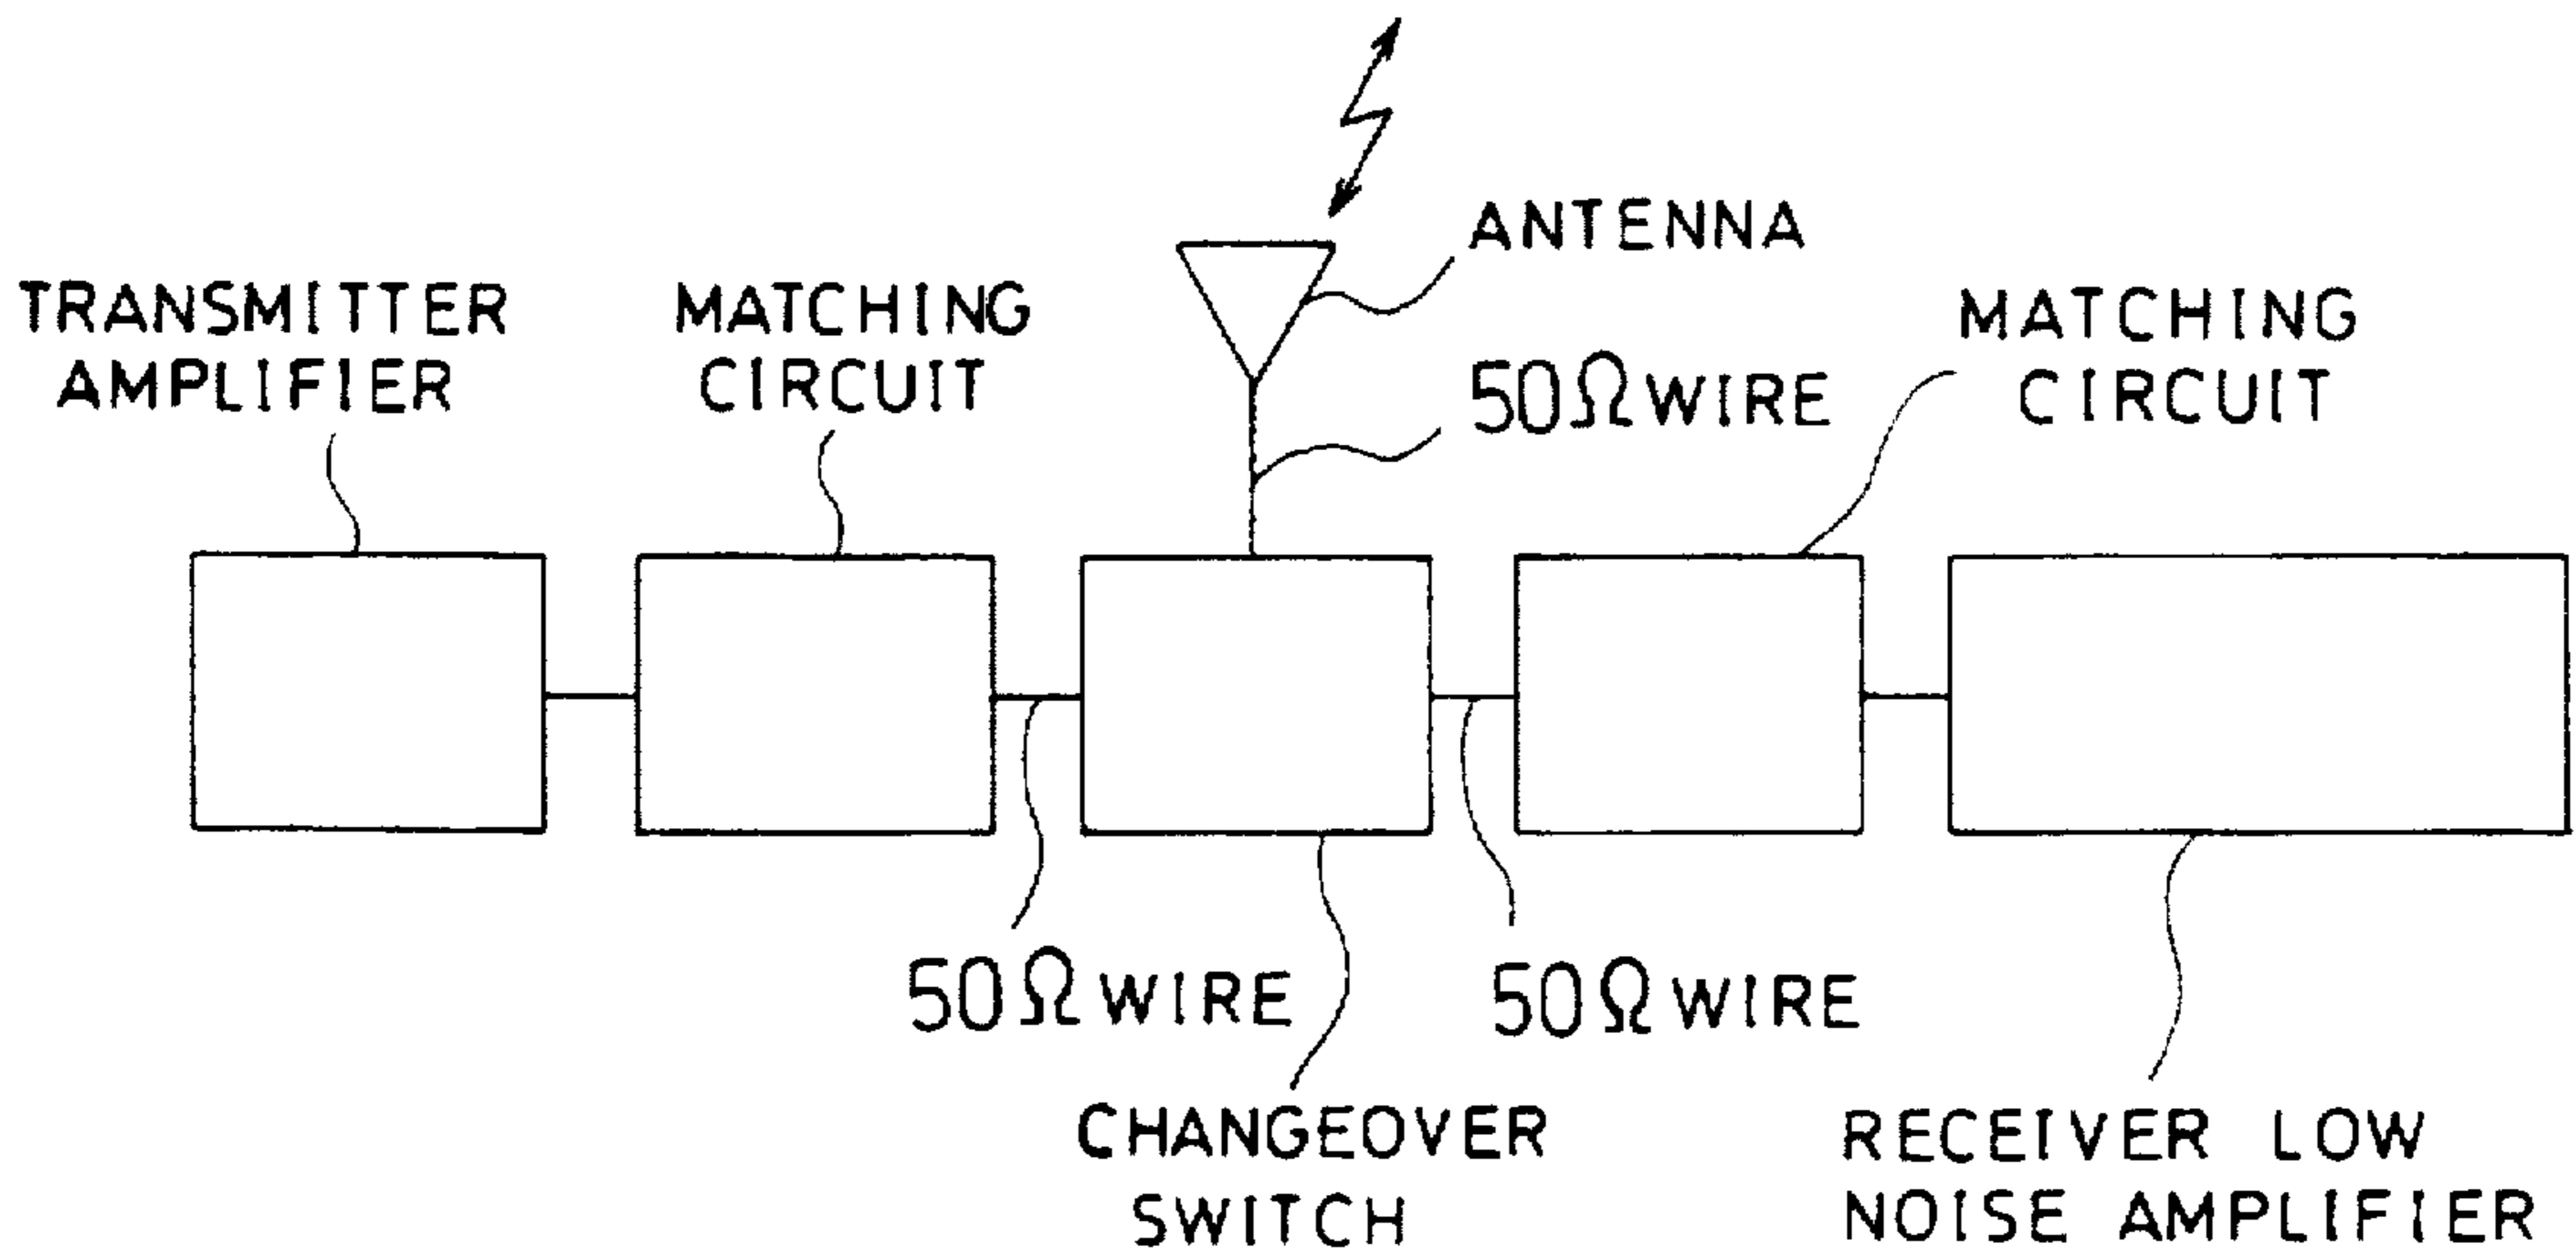 ANTENNA
TRANSMITTER
AMPLIFIER
MATCHING
CIRCUIT
50Ω WIRE
MATCHING
CIRCUIT
50Ω WIRE
50Ω WIRE
CHANGEOVER
SWITCH
RECEIVER LOW
NOISE AMPLIFIER